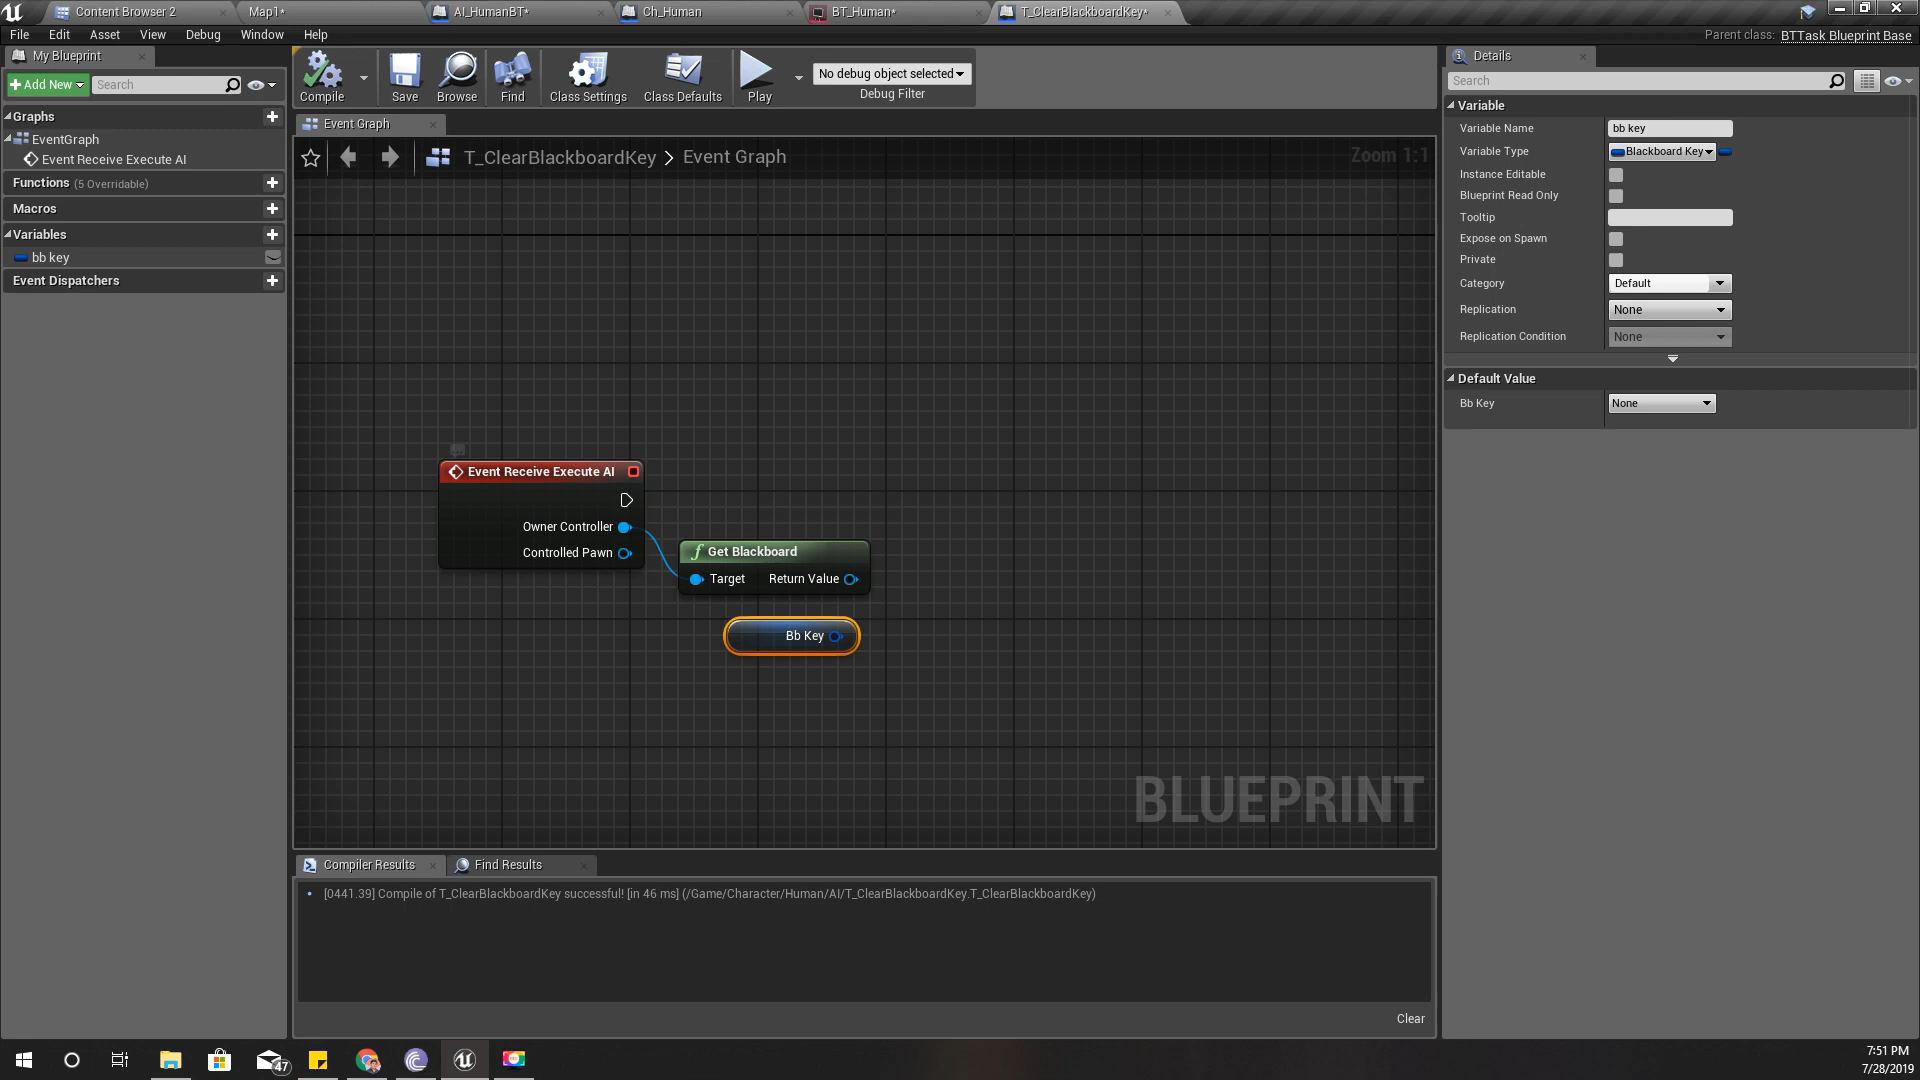 Content Browser 2
Map1*
AI_HumanBT*
Ch_Human
BT_Human*
T_ClearBlackboardKey*
File Edit Asset View Debug Window Help
Parent class: BTTask Blueprint Base
My Blueprint
Add New
Search
Graphs
EventGraph
Event Receive Execute AI
Functions (5 Overridable)
Macros
Variables
bb key
Event Dispatchers
Compile
Save
Browse
Find
Class Settings
Class Defaults
Play
No debug object selected
Debug Filter
Event Graph
T_ClearBlackboardKey > Event Graph
Zoom 1:1
Event Receive Execute AI
Owner Controller
Controlled Pawn
f Get Blackboard
Target Return Value
Bb Key
BLUEPRINT
Compiler Results
Find Results
[0441.39] Compile of T_ClearBlackboardKey successful! [in 46 ms] (/Game/Character/Human/AI/T_ClearBlackboardKey.T_ClearBlackboardKey)
Clear
Details
Search
Variable
Variable Name bb key
Variable Type Blackboard Key
Instance Editable
Blueprint Read Only
Tooltip
Expose on Spawn
Private
Category Default
Replication None
Replication Condition None
Default Value
Bb Key None
47
7:51 PM
7/28/2019